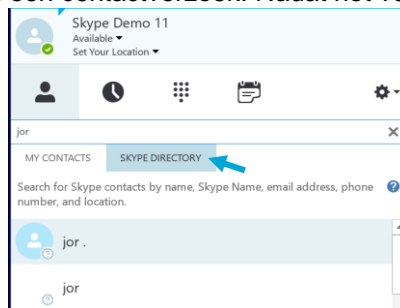 Skype Demo 11
Available
Set Your Location
jor
MY CONTACTS SKYPE DIRECTORY
Search for Skype contacts by name, Skype Name, email address, phone
number, and location.
jor .
jor